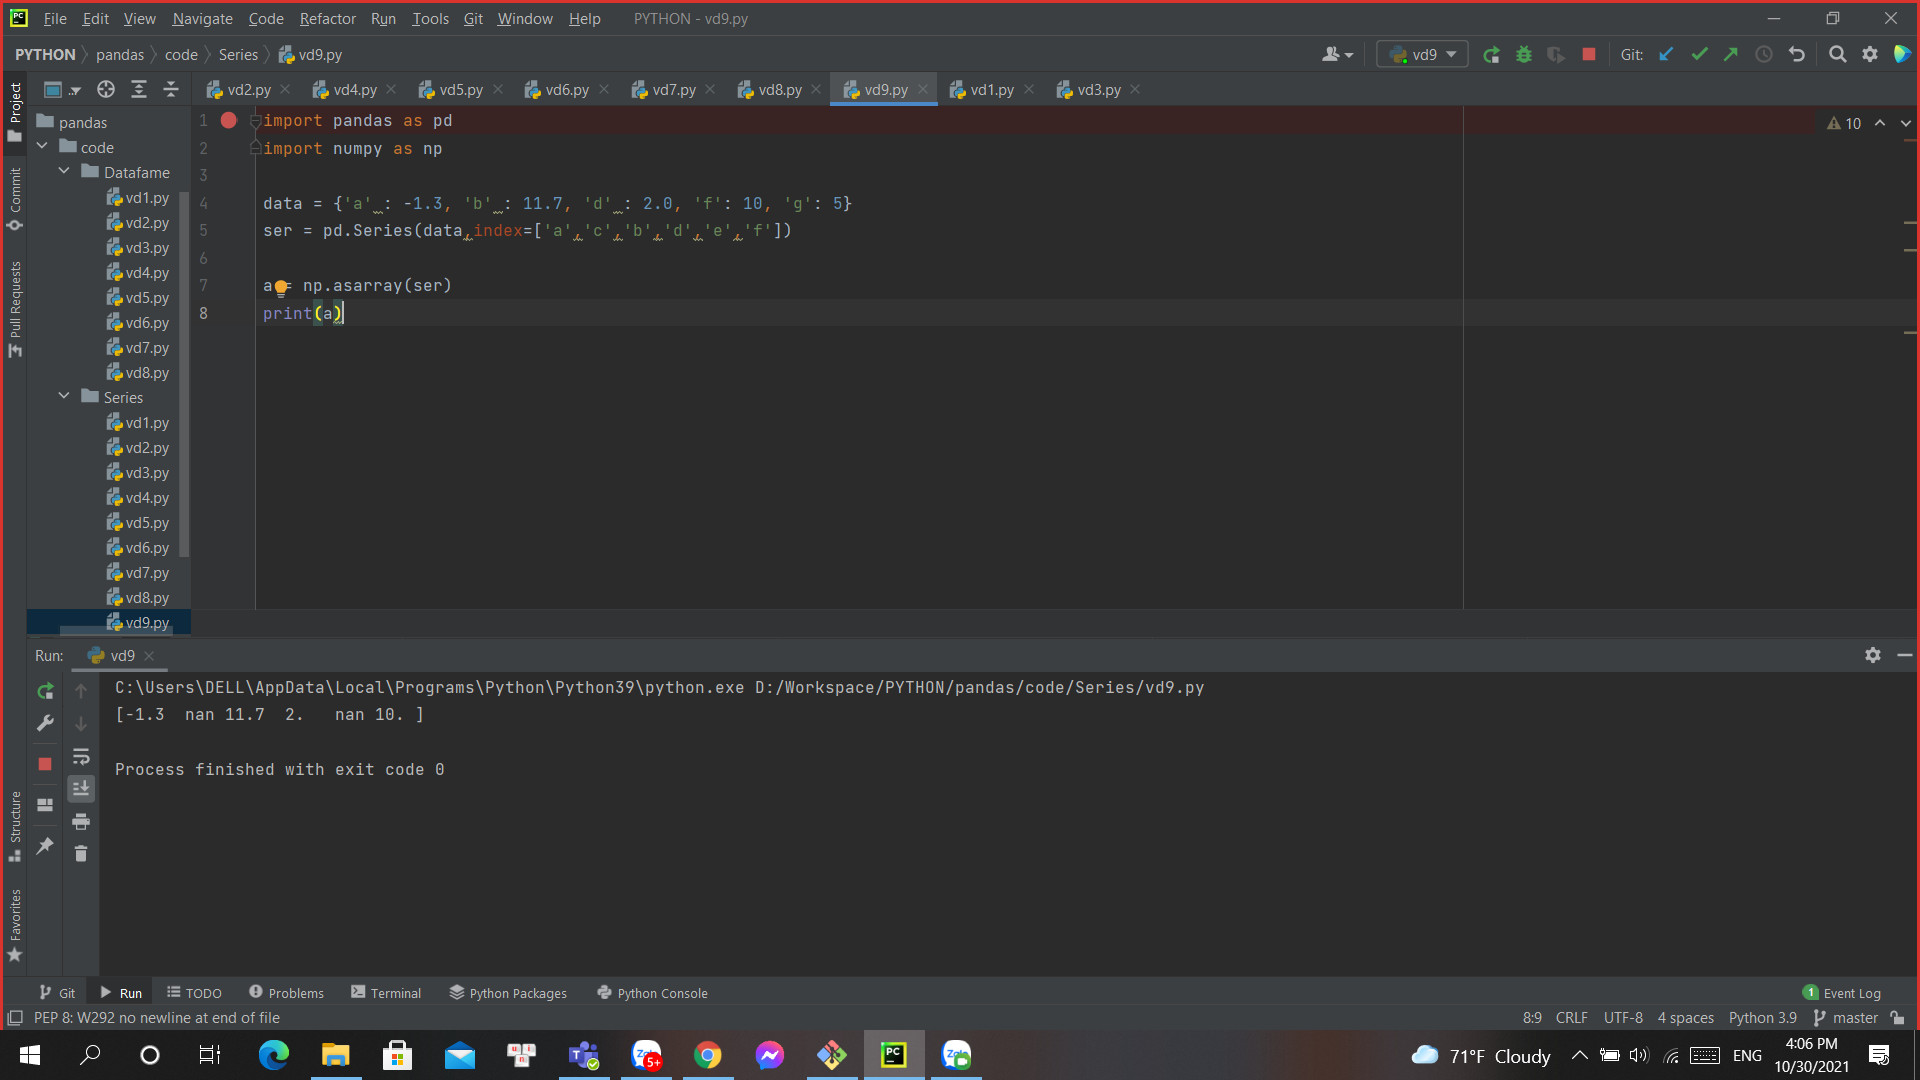 File Edit View Navigate Code Refactor Run Tools Git Window Help PYTHON - vd9.py
PYTHON pandas code Series vd9.py vd9 Git:
Project
vd2.py vd4.py vd5.py vd6.py vd7.py vd8.py vd9.py vd1.py vd3.py
pandas
code
Datafame
vd1.py
vd2.py
vd3.py
vd4.py
vd5.py
vd6.py
vd7.py
vd8.py
Series
vd1.py
vd2.py
vd3.py
vd4.py
vd5.py
vd6.py
vd7.py
vd8.py
vd9.py
Commit
Pull Requests
Structure
Favorites
10
1 import pandas as pd
2 import numpy as np
3
4 data = {'a' : -1.3, 'b' : 11.7, 'd' : 2.0, 'f': 10, 'g': 5}
5 ser = pd.Series(data,index=['a','c','b','d','e','f'])
6
7 a = np.asarray(ser)
8 print(a)
Run: vd9
C:\Users\DELL\AppData\Local\Programs\Python\Python39\python.exe D:/Workspace/PYTHON/pandas/code/Series/vd9.py
[-1.3  nan 11.7  2.   nan 10. ]
Process finished with exit code 0
Git Run TODO Problems Terminal Python Packages Python Console 1 Event Log
PEP 8: W292 no newline at end of file 8:9 CRLF UTF-8 4 spaces Python 3.9 master
71°F Cloudy ENG 4:06 PM
10/30/2021